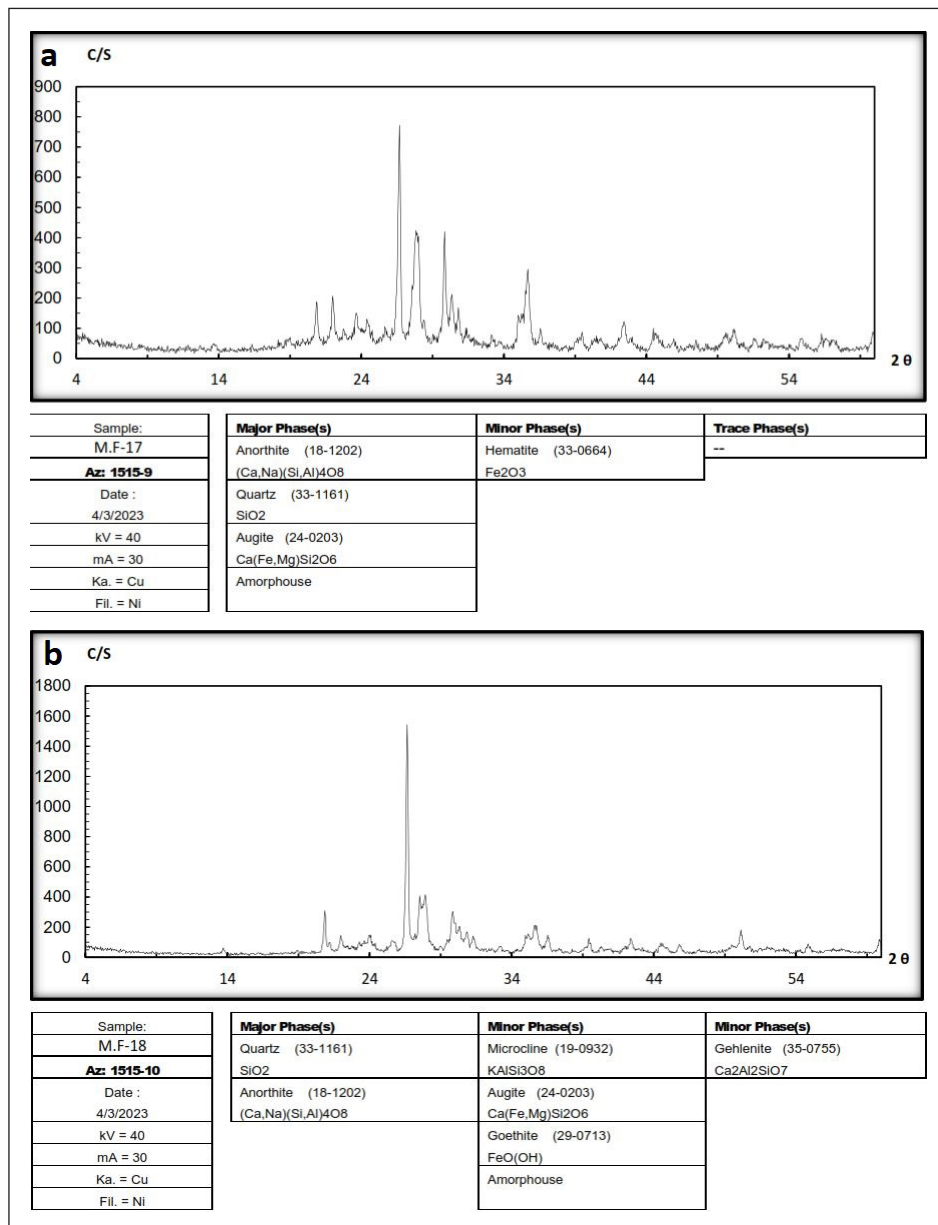 a C/S
900
800
700
600
500
400
300
200
100
0
4 14 24 34 44 54 2 θ
Sample:
M.F-17
Az: 1515-9
Date :
4/3/2023
kV = 40
mA = 30
Ka. = Cu
Fil. = Ni
Major Phase(s)
Anorthite (18-1202)
(Ca,Na)(Si,Al)4O8
Quartz (33-1161)
SiO2
Augite (24-0203)
Ca(Fe,Mg)Si2O6
Amorphouse
Minor Phase(s)
Hematite (33-0664)
Fe2O3
Trace Phase(s)
--
b C/S
1800
1600
1400
1200
1000
800
600
400
200
0
4 14 24 34 44 54 2 θ
Sample:
M.F-18
Az: 1515-10
Date :
4/3/2023
kV = 40
mA = 30
Ka. = Cu
Fil. = Ni
Major Phase(s)
Quartz (33-1161)
SiO2
Anorthite (18-1202)
(Ca,Na)(Si,Al)4O8
Minor Phase(s)
Microcline (19-0932)
KAlSi3O8
Augite (24-0203)
Ca(Fe,Mg)Si2O6
Goethite (29-0713)
FeO(OH)
Amorphouse
Minor Phase(s)
Gehlenite (35-0755)
Ca2Al2SiO7